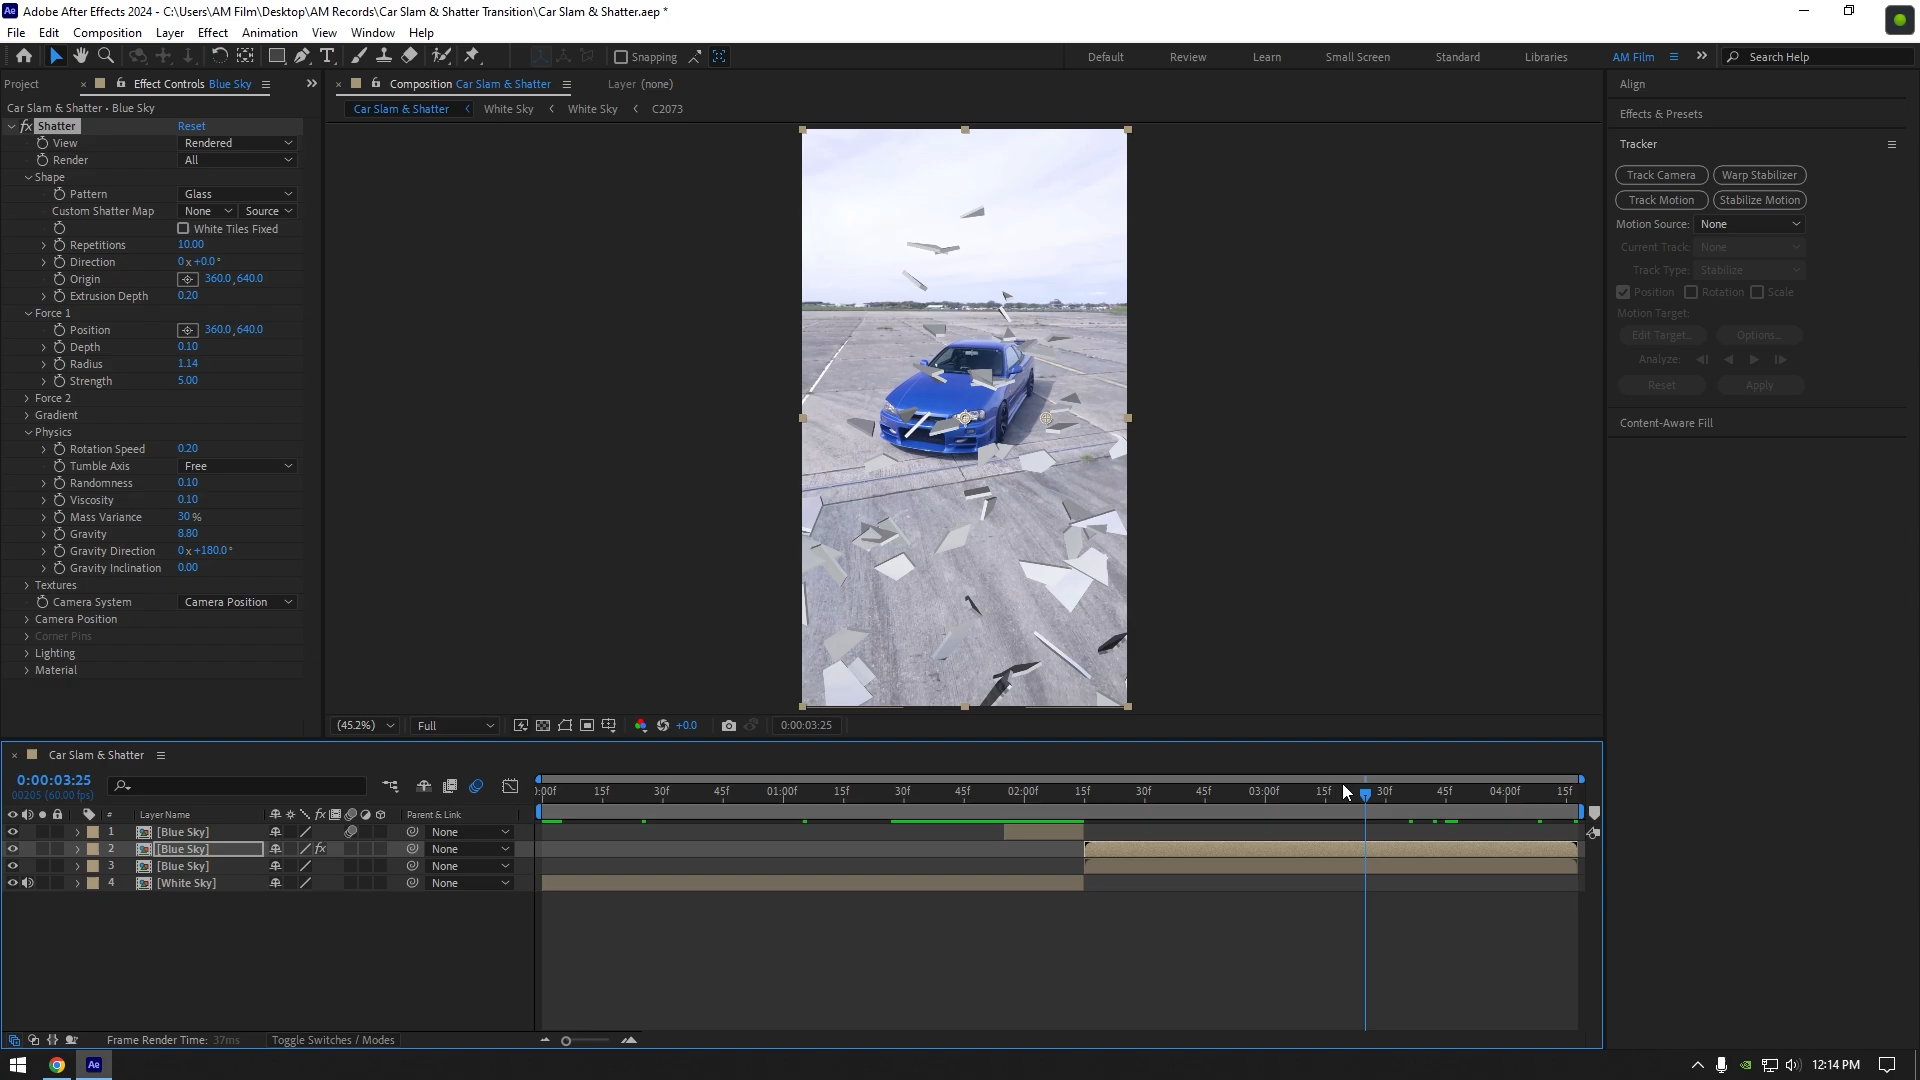 Adobe After Effects 2024 - C:\Users\AM Film\Desktop\AM Records\Car Slam & Shatter Transition\Car Slam & Shatter.aep *
File Edit Composition Layer Effect Animation View Window Help
Snapping Default Review Learn Small Screen Standard Libraries AM Film Search Help
Project Effect Controls Blue Sky Composition Car Slam & Shatter Layer (none)
Car Slam & Shatter • Blue Sky
Car Slam & Shatter White Sky White Sky C2073
fx Shatter Reset
View Rendered
Render All
Shape
Pattern Glass
Custom Shatter Map None Source
White Tiles Fixed
Repetitions 10.00
Direction 0 x +0.0 °
Origin 360.0 , 640.0
Extrusion Depth 0.20
Force 1
Position 360.0 , 640.0
Depth 0.10
Radius 1.14
Strength 5.00
Force 2
Gradient
Physics
Rotation Speed 0.20
Tumble Axis Free
Randomness 0.10
Viscosity 0.10
Mass Variance 30 %
Gravity 8.80
Gravity Direction 0 x +180.0 °
Gravity Inclination 0.00
Textures
Camera System Camera Position
Camera Position
Corner Pins
Lighting
Material
Align
Effects & Presets
Tracker
Track Camera Warp Stabilizer
Track Motion Stabilize Motion
Motion Source: None
Current Track: None
Track Type: Stabilize
Position Rotation Scale
Motion Target:
Edit Target... Options...
Analyze:
Reset Apply
Content-Aware Fill
(45.2%) Full +0.0 0:00:03:25
Car Slam & Shatter
0:00:03:25
00205 (60.00 fps)
):00f 15f 30f 45f 01:00f 15f 30f 45f 02:00f 15f 30f 45f 03:00f 15f 30f 45f 04:00f 15f
# Layer Name fx Parent & Link
1 [Blue Sky] None
2 [Blue Sky] fx None
3 [Blue Sky] None
4 [White Sky] None
Frame Render Time: 37ms Toggle Switches / Modes
Ae 12:14 PM